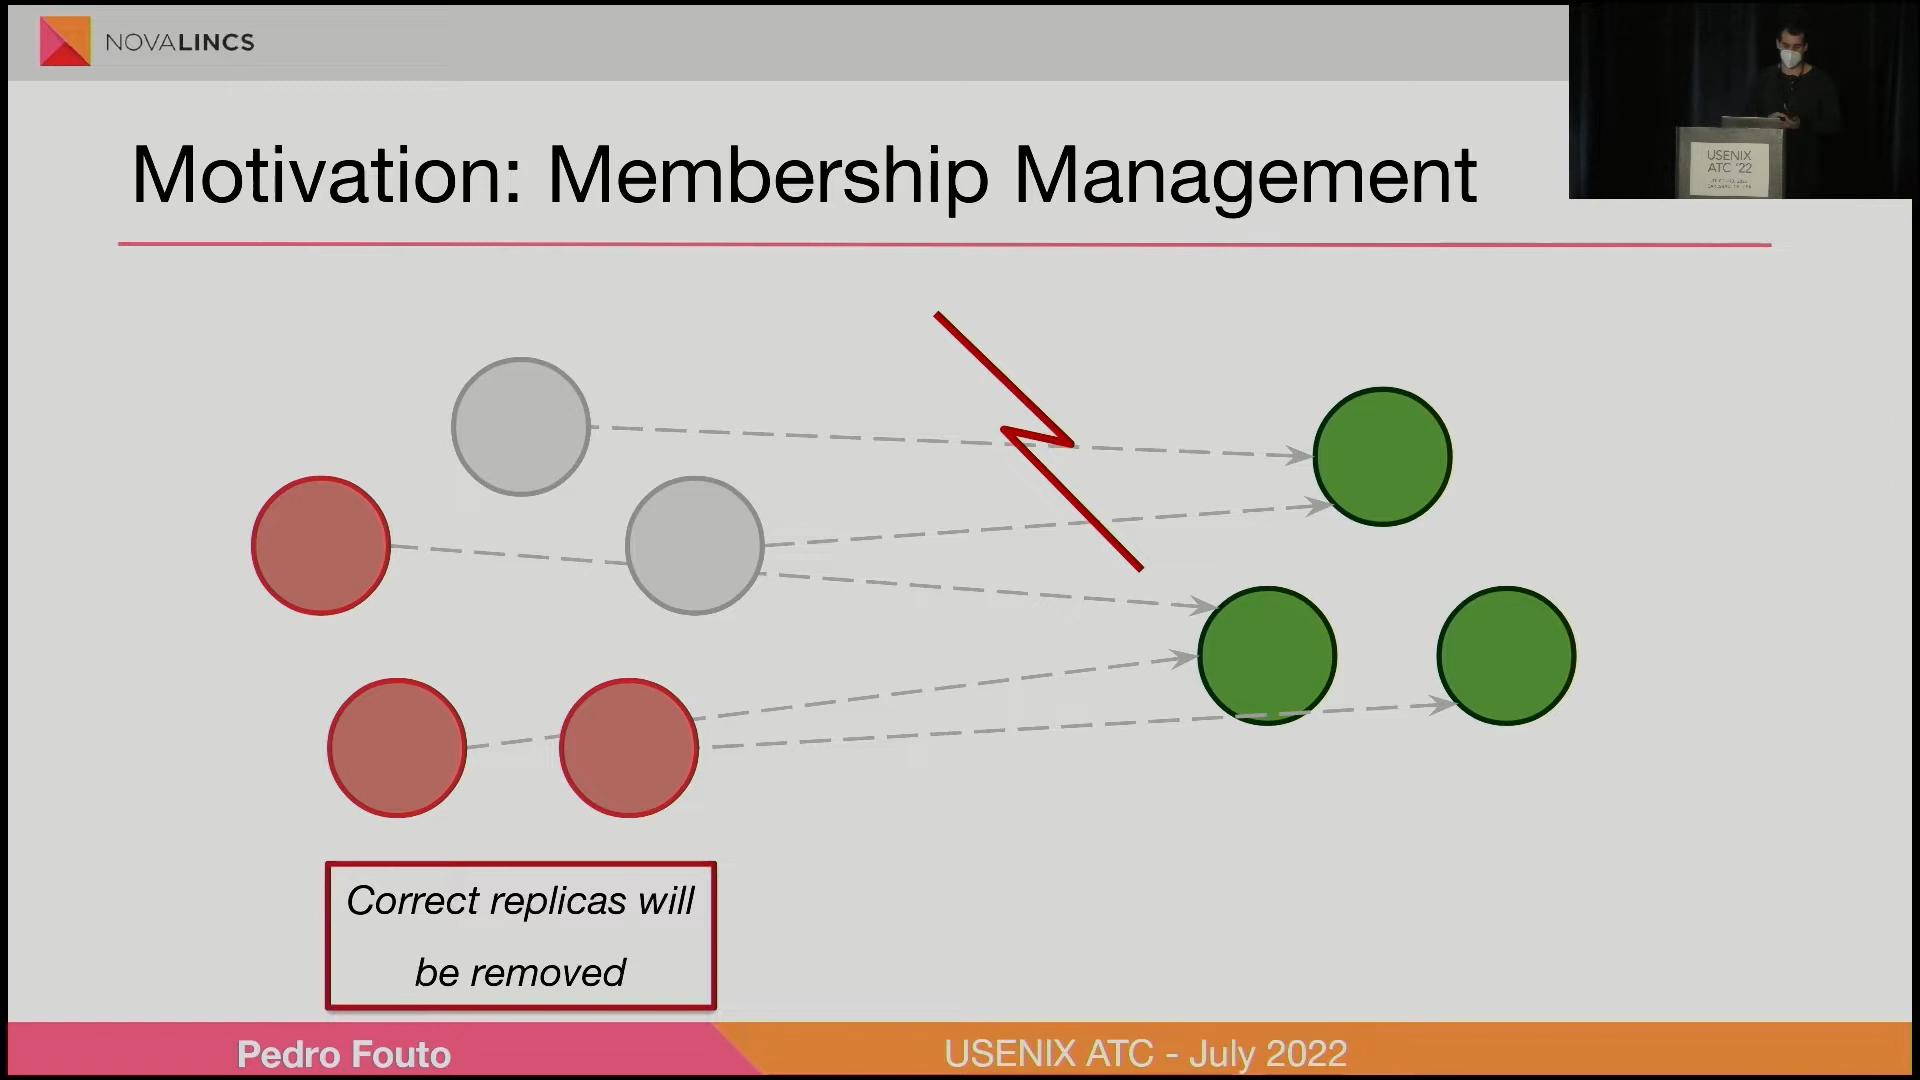 NOVALINCS
Motivation: Membership Management
USENIX
ATC '22
Correct replicas will
be removed
Pedro Fouto
USENIX ATC - July 2022